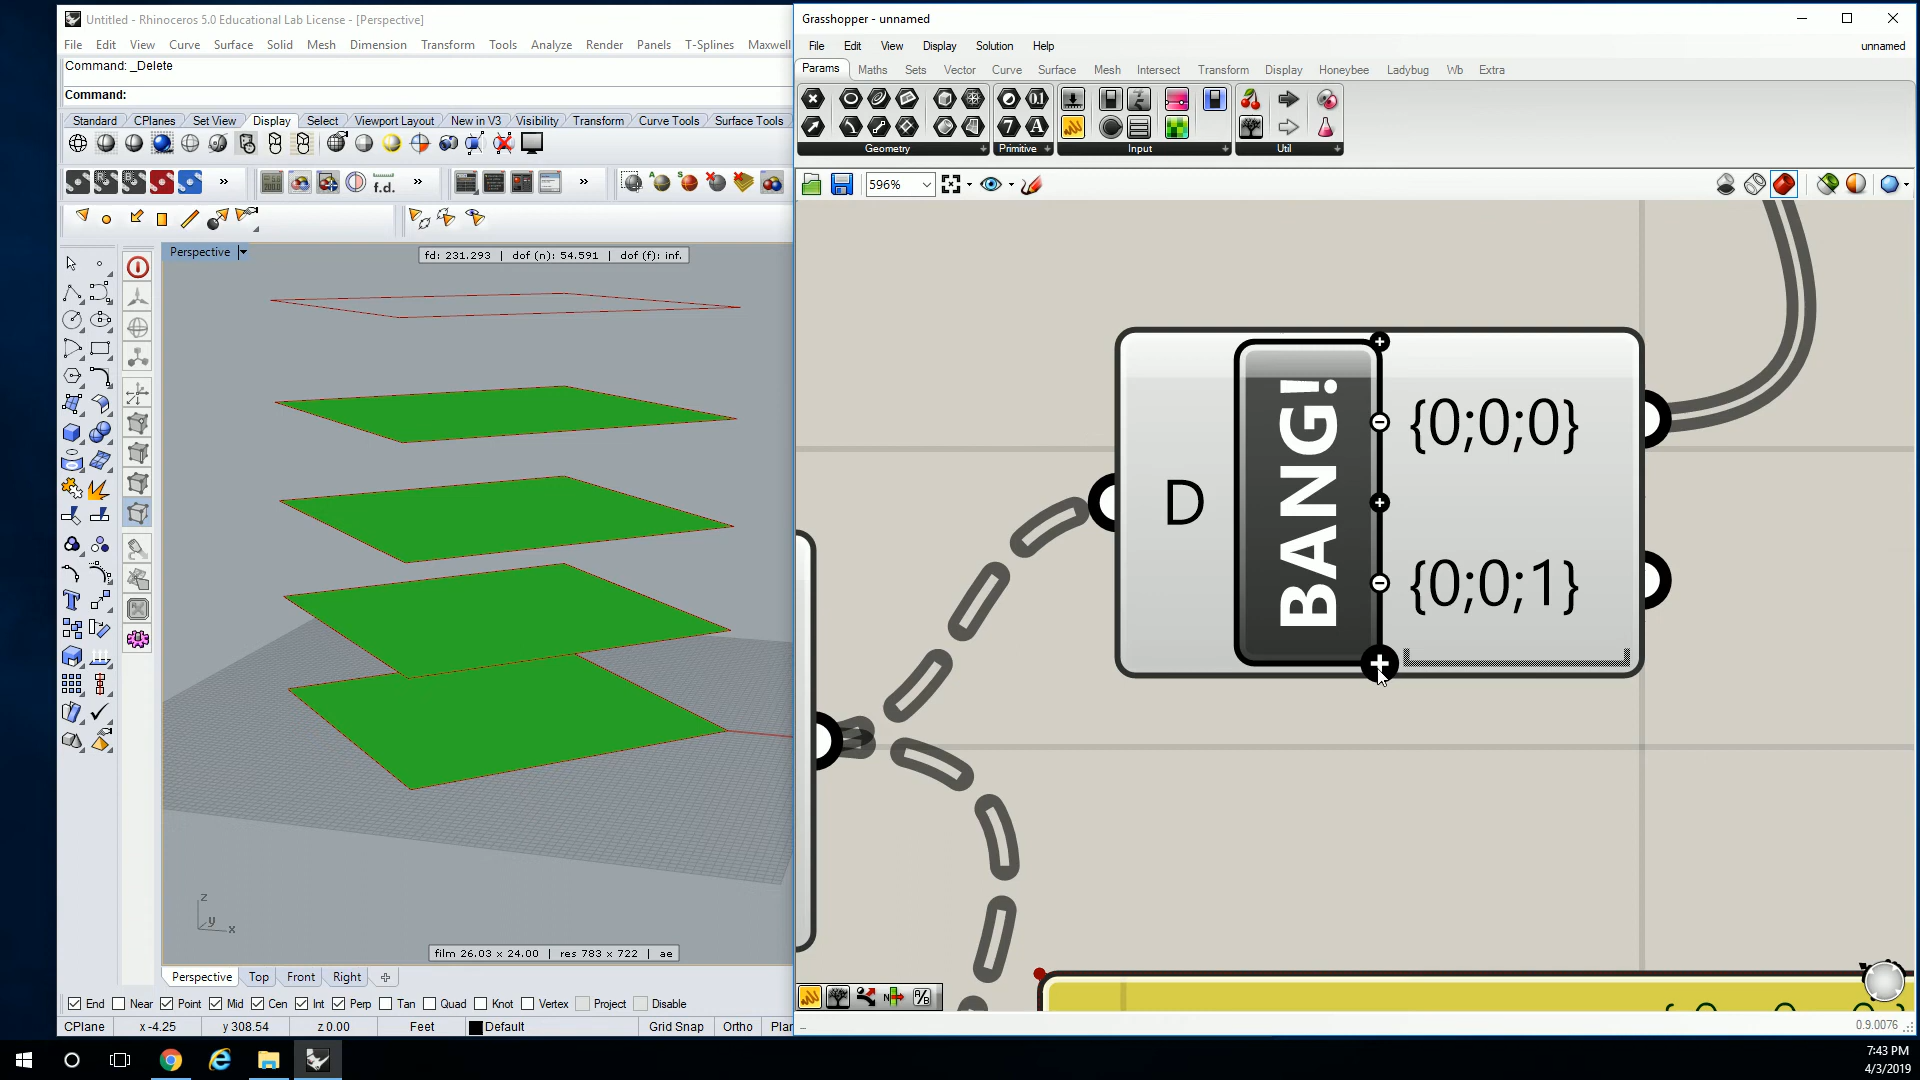 Untitled - Rhinoceros 5.0 Educational Lab License - [Perspective]
File Edit View Curve Surface Solid Mesh Dimension Transform Tools Analyze Render Panels T-Splines Maxwell
Command: _Delete
Command:
Standard CPlanes Set View Display Select Viewport Layout New in V3 Visibility Transform Curve Tools Surface Tools
f.d.
Perspective
fd: 231.293 | dof (n): 54.591 | dof (f): inf.
z
y
x
film 26.03 x 24.00 | res 783 x 722 | ae
Perspective Top Front Right
End Near Point Mid Cen Int Perp Tan Quad Knot Vertex Project Disable
CPlane x -4.25 y 308.54 z 0.00 Feet Default Grid Snap Ortho Plan
Grasshopper - unnamed
File Edit View Display Solution Help unnamed
Params Maths Sets Vector Curve Surface Mesh Intersect Transform Display Honeybee Ladybug Wb Extra
Geometry Primitive Input Util
596%
D
BANG!
{0;0;0}
{0;0;1}
0.9.0076
7:43 PM
4/3/2019